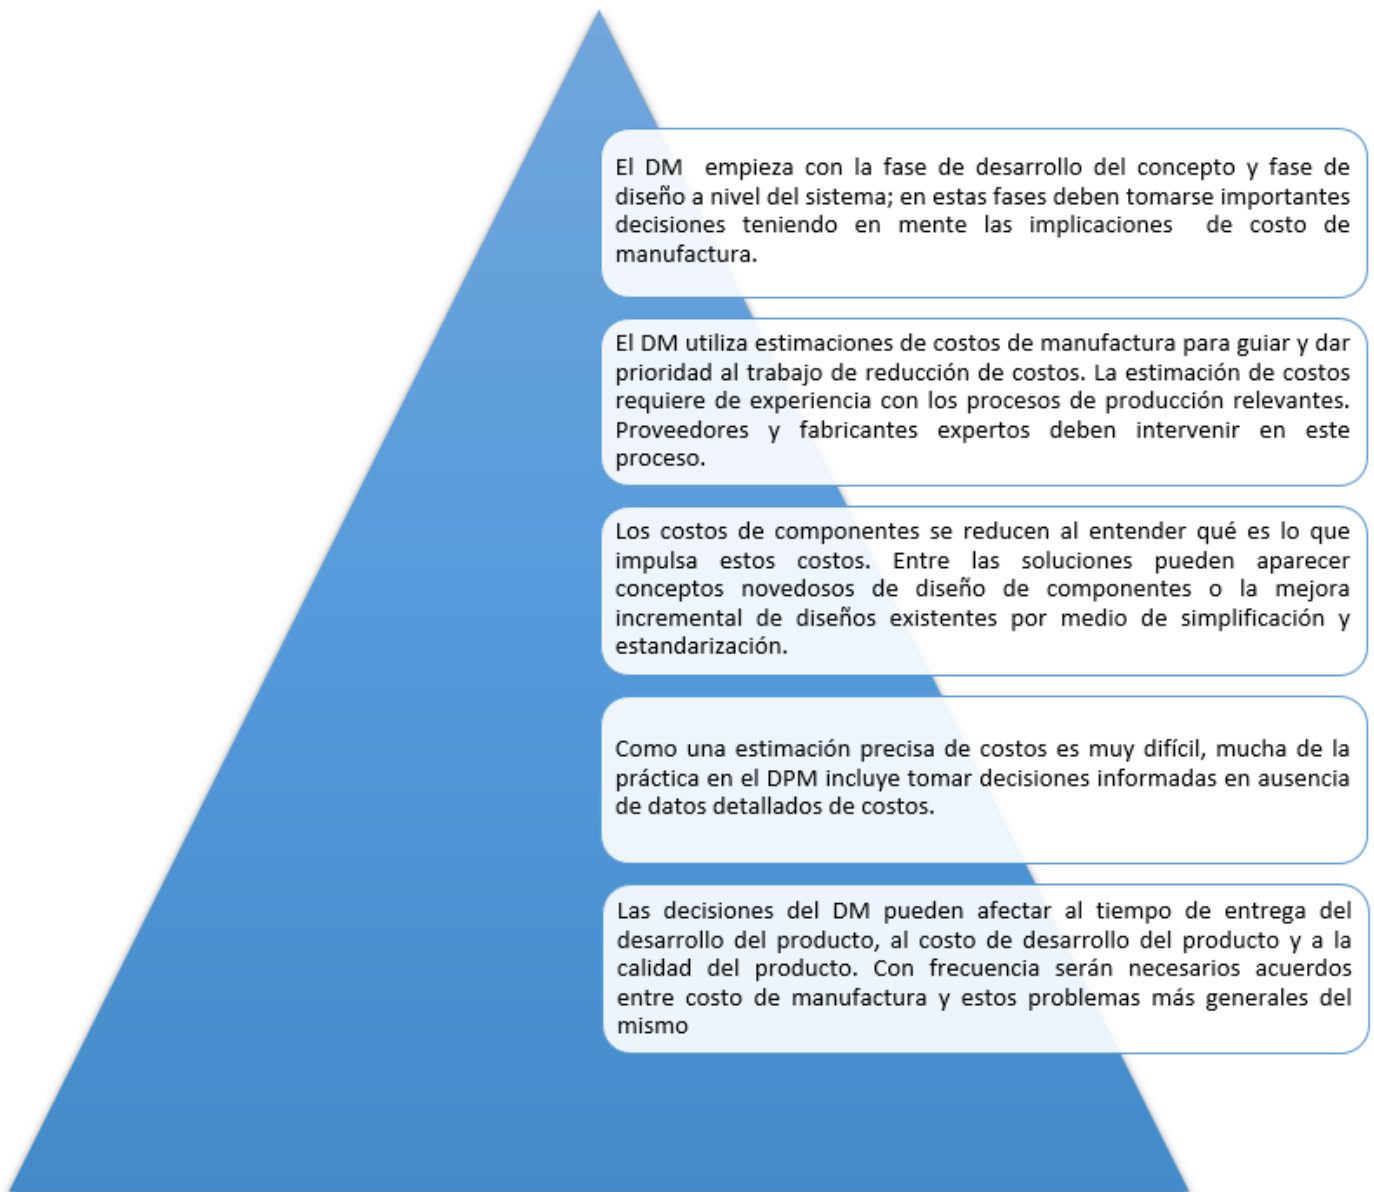 El DM empieza con la fase de desarrollo del concepto y fase de
diseño a nivel del sistema; en estas fases deben tomarse importantes
decisiones teniendo en mente las implicaciones de costo de
manufactura.
El DM utiliza estimaciones de costos de manufactura para guiar y dar
prioridad al trabajo de reducción de costos. La estimación de costos
requiere de experiencia con los procesos de producción relevantes.
Proveedores y fabricantes expertos deben intervenir en este
proceso.
Los costos de componentes se reducen al entender qué es lo que
impulsa estos costos. Entre las soluciones pueden aparecer
conceptos novedosos de diseño de componentes o la mejora
incremental de diseños existentes por medio de simplificación y
estandarización.
Como una estimación precisa de costos es muy difícil, mucha de la
práctica en el DPM incluye tomar decisiones informadas en ausencia
de datos detallados de costos.
Las decisiones del DM pueden afectar al tiempo de entrega del
desarrollo del producto, al costo de desarrollo del producto y a la
calidad del producto. Con frecuencia serán necesarios acuerdos
entre costo de manufactura y estos problemas más generales del
mismo